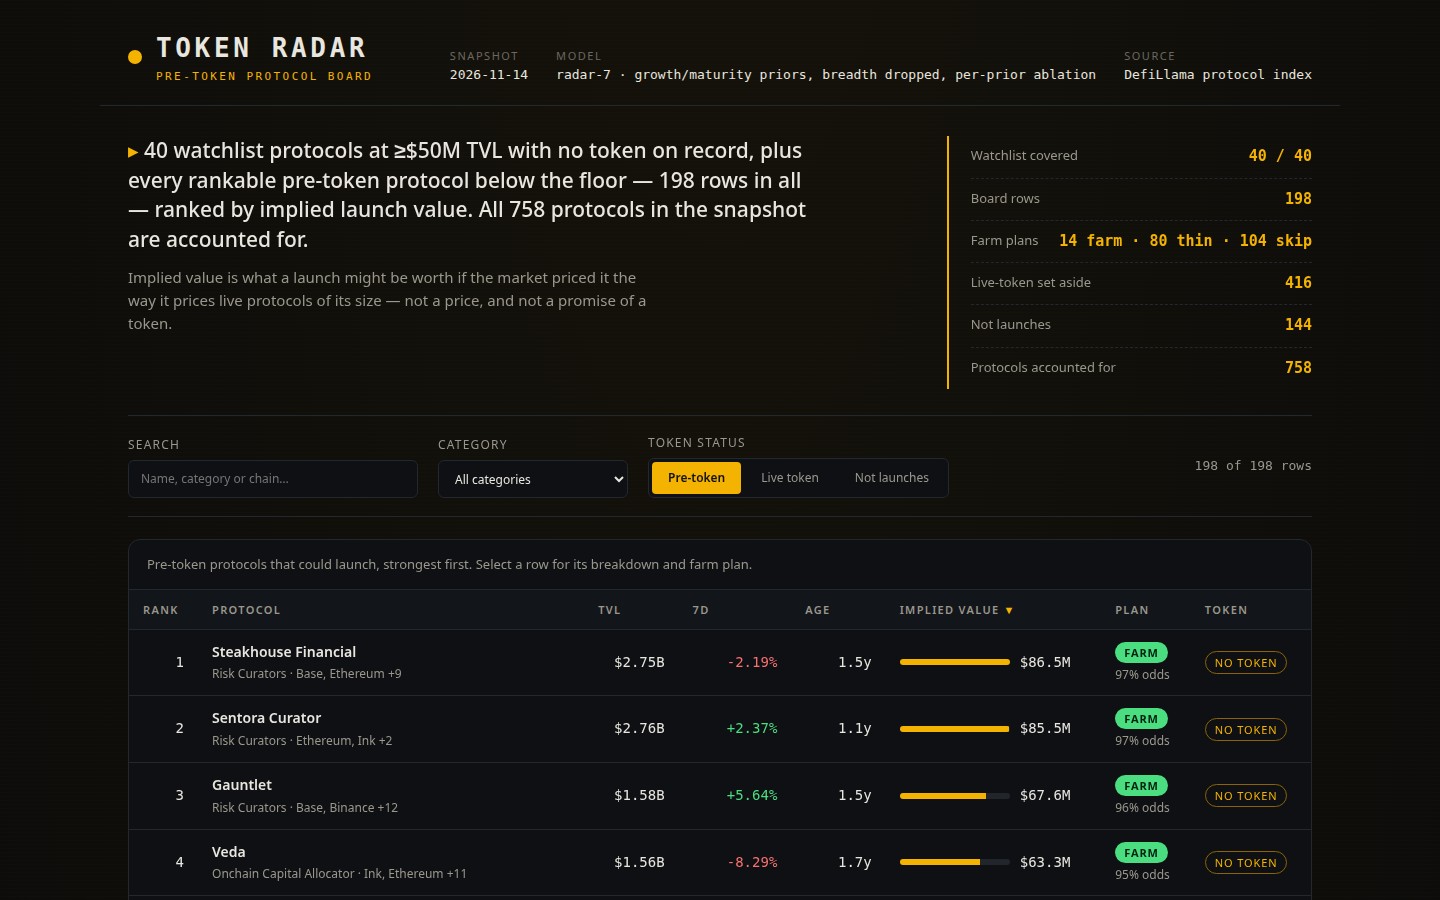 TOKEN RADAR
PRE-TOKEN PROTOCOL BOARD
SNAPSHOT
2026-11-14
MODEL
radar-7 · growth/maturity priors, breadth dropped, per-prior ablation
SOURCE
DefiLlama protocol index
▸ 40 watchlist protocols at ≥$50M TVL with no token on record, plus
every rankable pre-token protocol below the floor — 198 rows in all
— ranked by implied launch value. All 758 protocols in the snapshot
are accounted for.
Implied value is what a launch might be worth if the market priced it the
way it prices live protocols of its size — not a price, and not a promise of a
token.
Watchlist covered 40 / 40
Board rows 198
Farm plans 14 farm · 80 thin · 104 skip
Live-token set aside 416
Not launches 144
Protocols accounted for 758
SEARCH
Name, category or chain…
CATEGORY
All categories
TOKEN STATUS
Pre-token Live token Not launches
198 of 198 rows
Pre-token protocols that could launch, strongest first. Select a row for its breakdown and farm plan.
RANK PROTOCOL TVL 7D AGE IMPLIED VALUE ▼ PLAN TOKEN
1 Steakhouse Financial $2.75B -2.19% 1.5y $86.5M FARM NO TOKEN
Risk Curators · Base, Ethereum +9 97% odds
2 Sentora Curator $2.76B +2.37% 1.1y $85.5M FARM NO TOKEN
Risk Curators · Ethereum, Ink +2 97% odds
3 Gauntlet $1.58B +5.64% 1.5y $67.6M FARM NO TOKEN
Risk Curators · Base, Binance +12 96% odds
4 Veda $1.56B -8.29% 1.7y $63.3M FARM NO TOKEN
Onchain Capital Allocator · Ink, Ethereum +11 95% odds